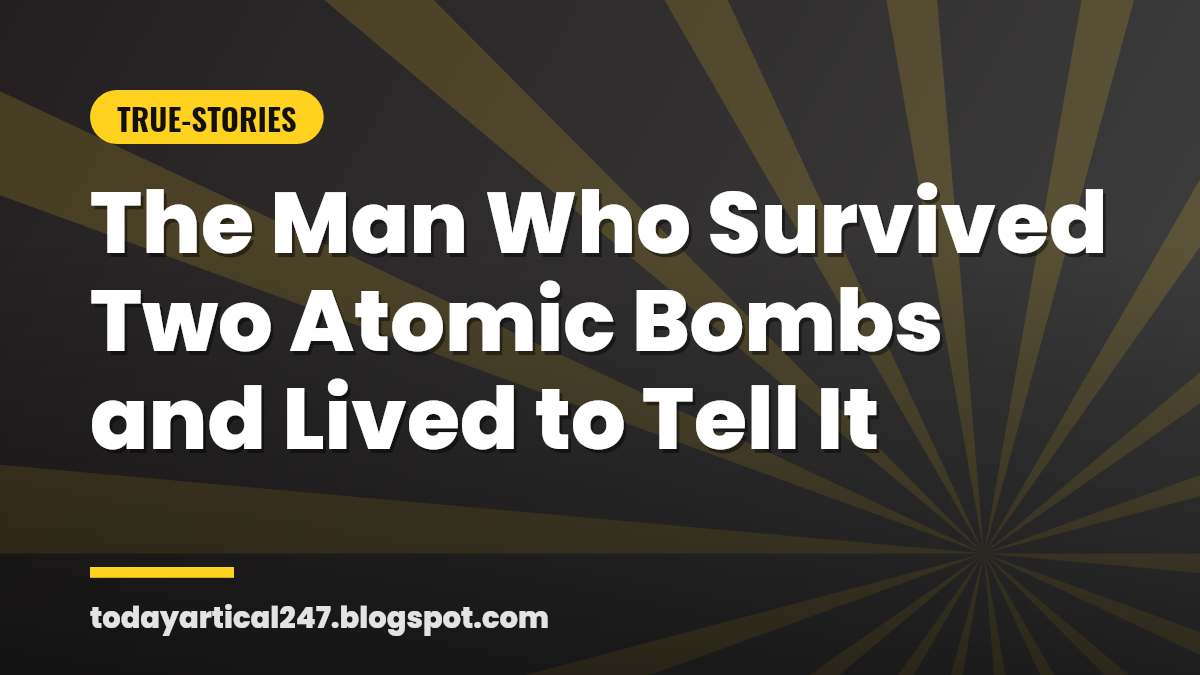 TRUE-STORIES
The Man Who Survived
Two Atomic Bombs
and Lived to Tell It
todayartical247.blogspot.com